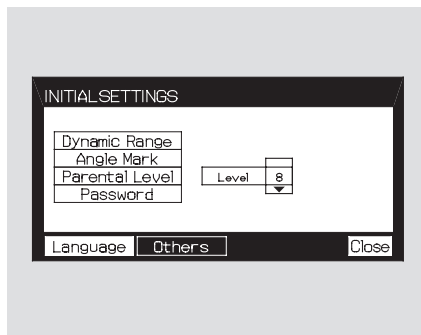 INITIAL SETTINGS
Dynamic Range
Angle Mark
Parental Level
Level 8
Password
Language Others Close